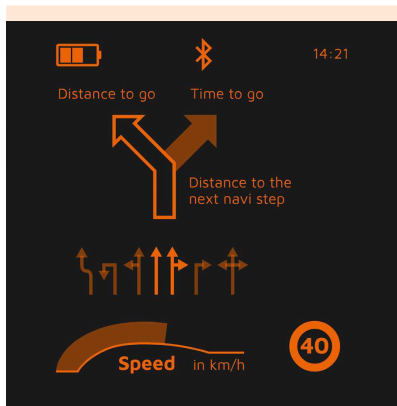 14:21
Distance to go
Time to go
Distance to the
next navi step
Speed in km/h
40